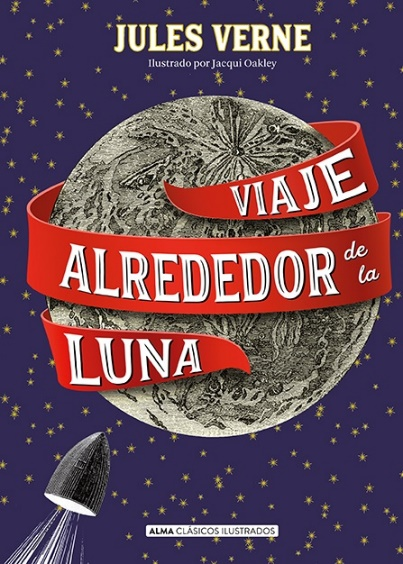 JULES VERNE
Ilustrado por Jacqui Oakley
VIAJE
ALREDEDOR de la
LUNA
ALMA CLÁSICOS ILUSTRADOS